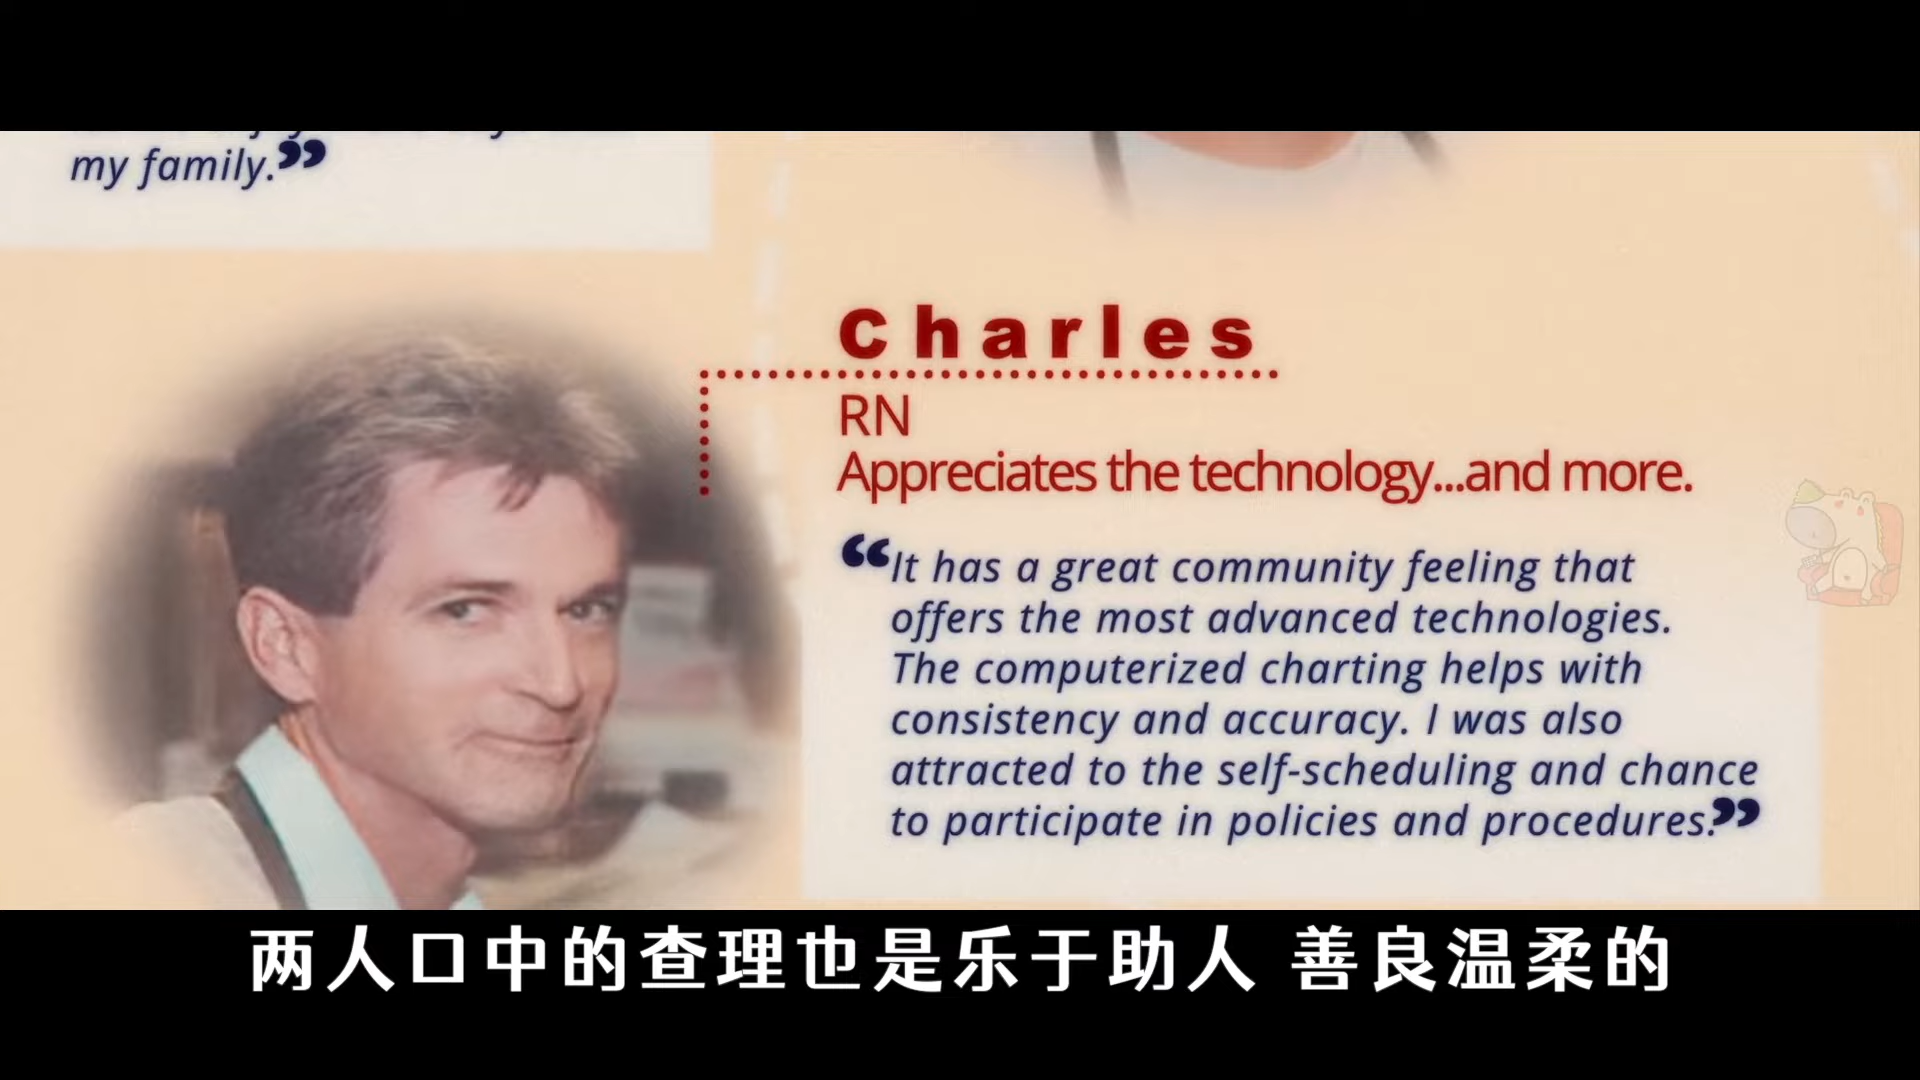 my family.”
Charles
RN
Appreciates the technology...and more.
“It has a great community feeling that
offers the most advanced technologies.
The computerized charting helps with
consistency and accuracy. I was also
attracted to the self-scheduling and chance
to participate in policies and procedures.”
两人口中的查理也是乐于助人 善良温柔的